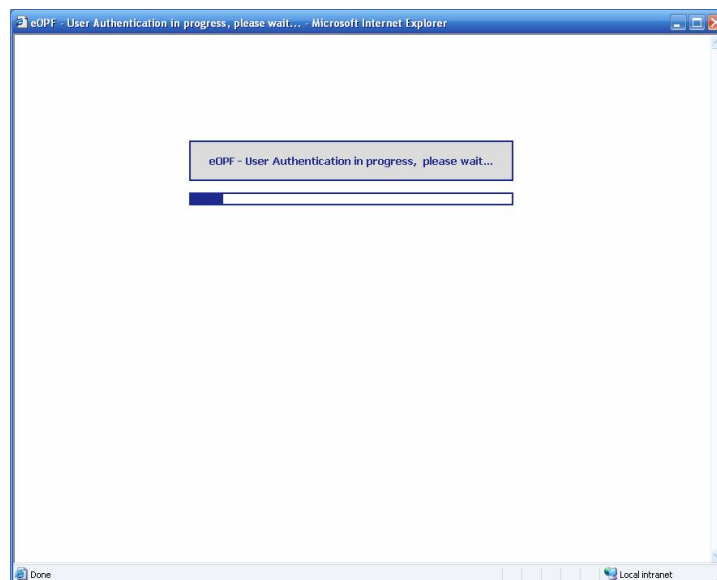 eOPF - User Authentication in progress, please wait... - Microsoft Internet Explorer
eOPF - User Authentication in progress, please wait...
Done
Local intranet